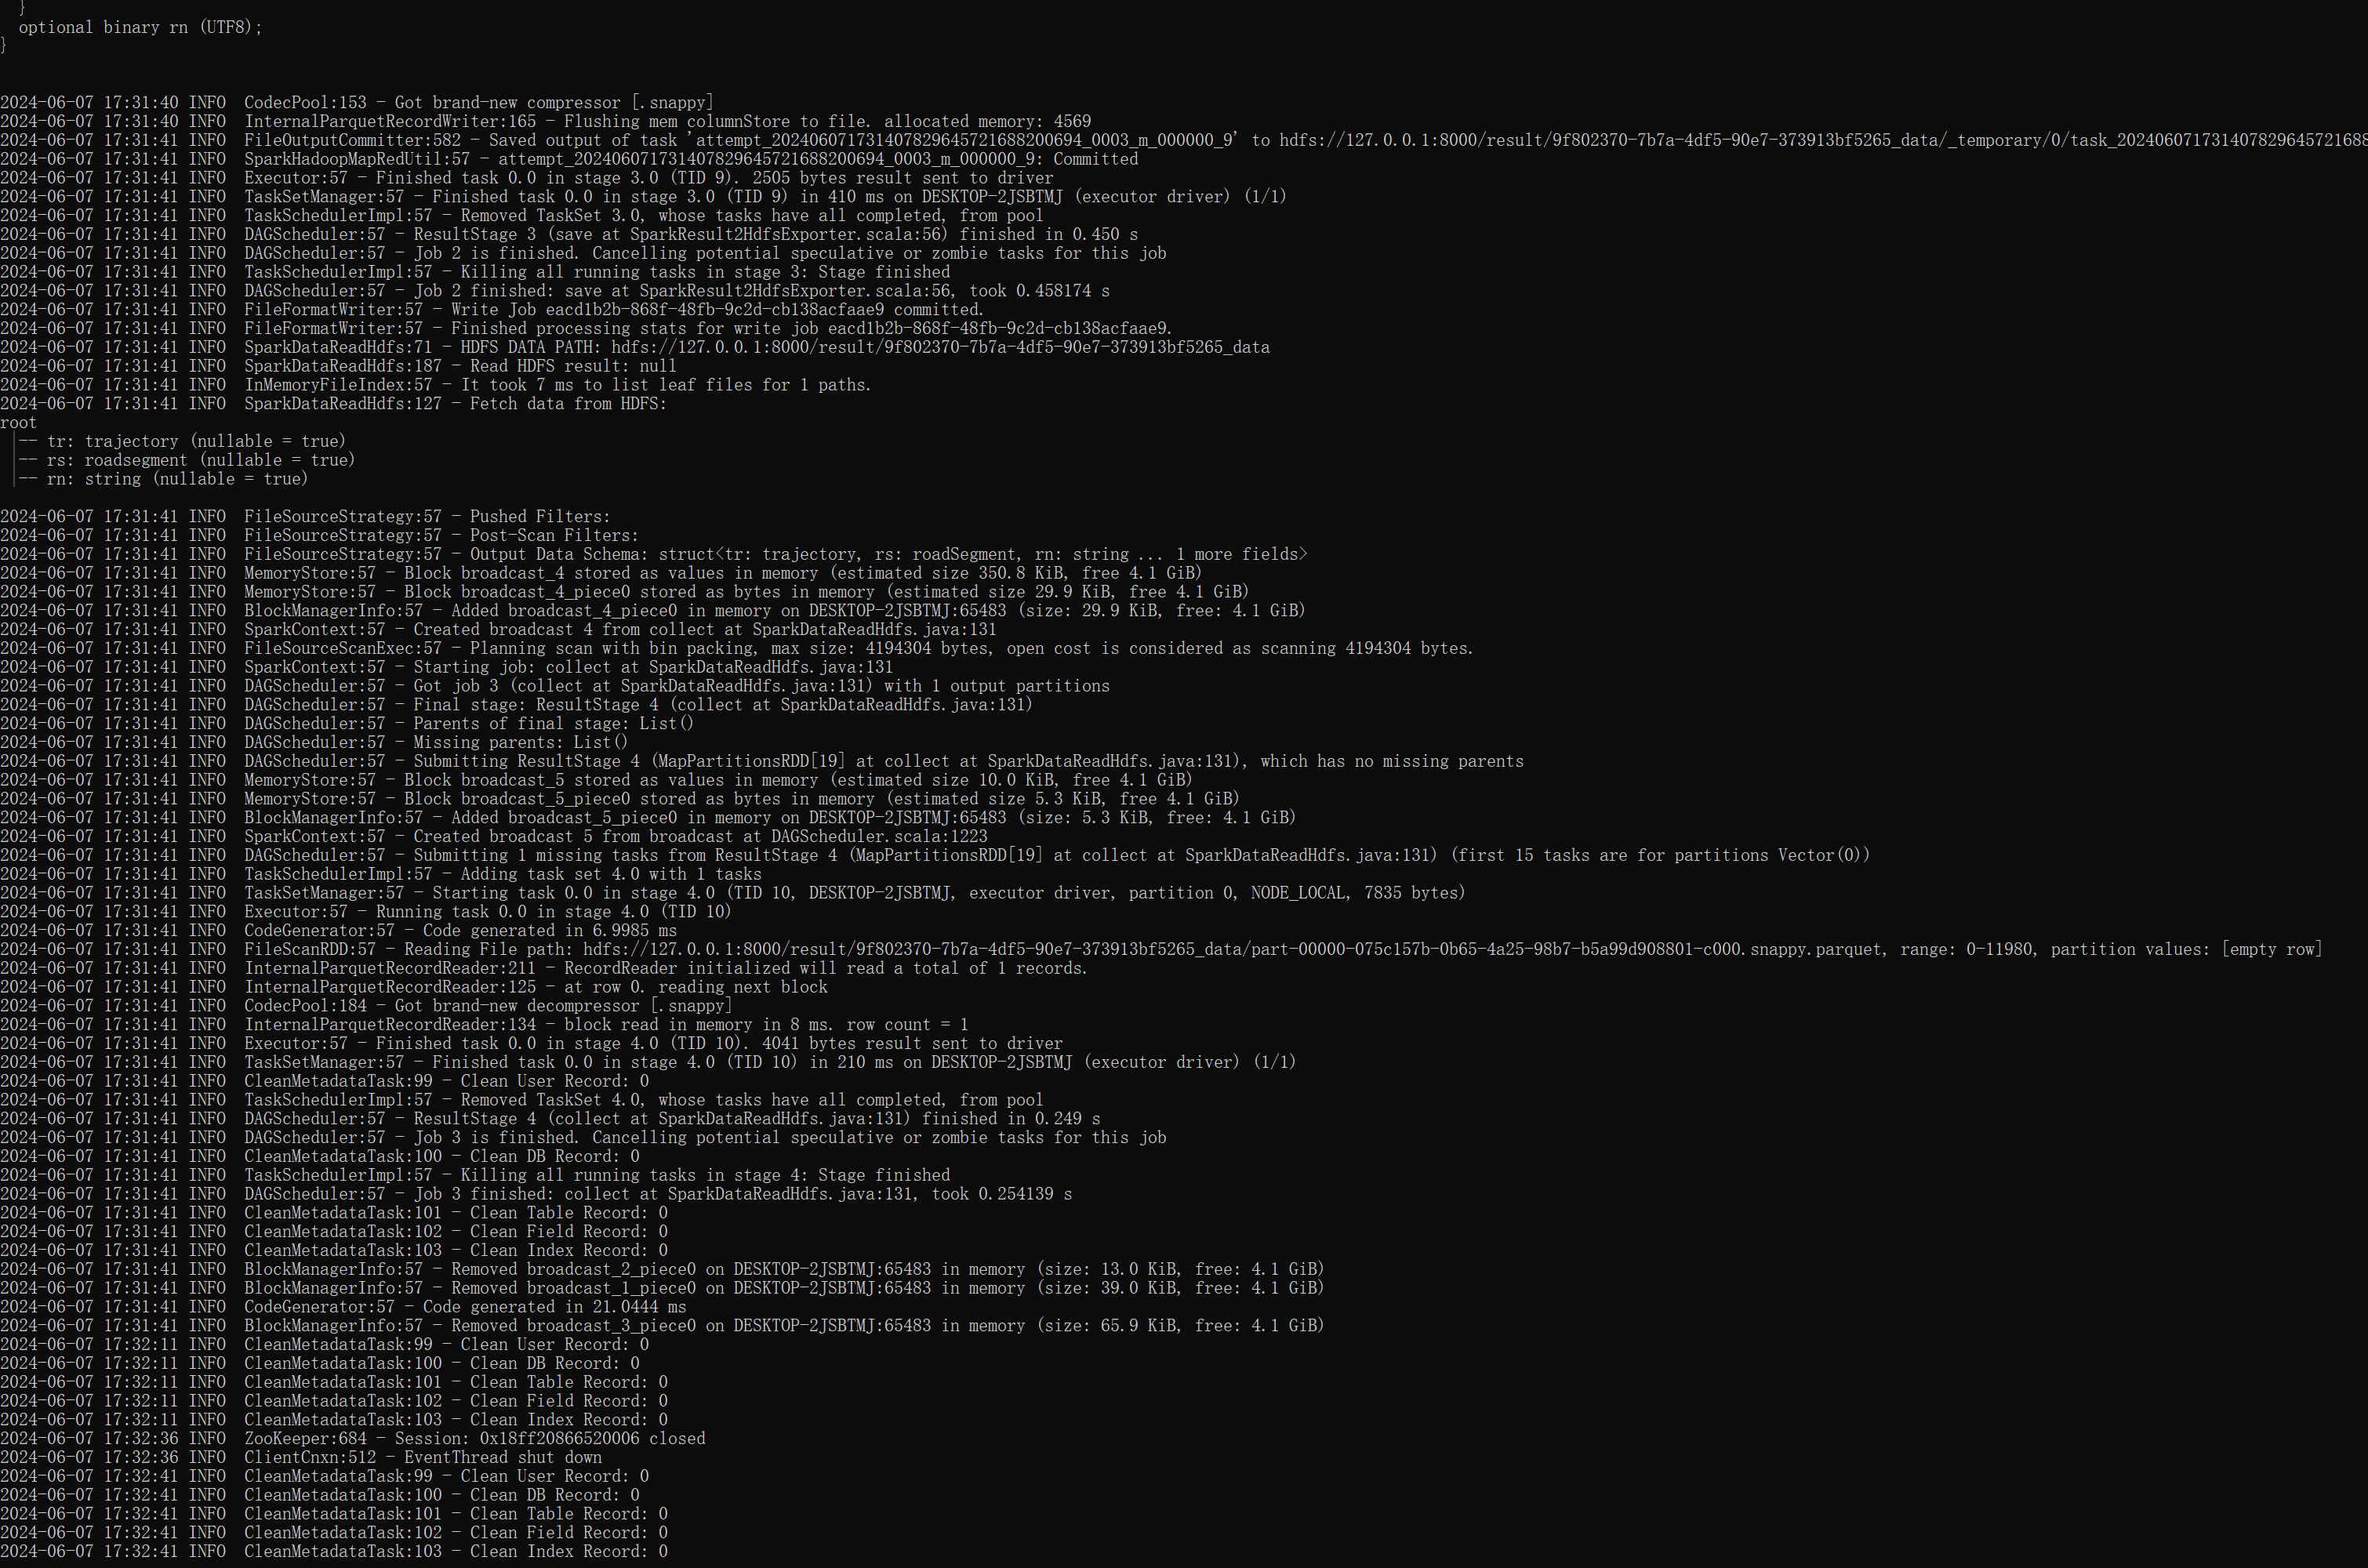 }
  optional binary rn (UTF8);
}
2024-06-07 17:31:40 INFO  CodecPool:153 - Got brand-new compressor [.snappy]
2024-06-07 17:31:40 INFO  InternalParquetRecordWriter:165 - Flushing mem columnStore to file. allocated memory: 4569
2024-06-07 17:31:41 INFO  FileOutputCommitter:582 - Saved output of task 'attempt_202406071731407829645721688200694_0003_m_000000_9' to hdfs://127.0.0.1:8000/result/9f802370-7b7a-4df5-90e7-373913bf5265_data/_temporary/0/task_20240607173140782964572168
2024-06-07 17:31:41 INFO  SparkHadoopMapRedUtil:57 - attempt_202406071731407829645721688200694_0003_m_000000_9: Committed
2024-06-07 17:31:41 INFO  Executor:57 - Finished task 0.0 in stage 3.0 (TID 9). 2505 bytes result sent to driver
2024-06-07 17:31:41 INFO  TaskSetManager:57 - Finished task 0.0 in stage 3.0 (TID 9) in 410 ms on DESKTOP-2JSBTMJ (executor driver) (1/1)
2024-06-07 17:31:41 INFO  TaskSchedulerImpl:57 - Removed TaskSet 3.0, whose tasks have all completed, from pool
2024-06-07 17:31:41 INFO  DAGScheduler:57 - ResultStage 3 (save at SparkResult2HdfsExporter.scala:56) finished in 0.450 s
2024-06-07 17:31:41 INFO  DAGScheduler:57 - Job 2 is finished. Cancelling potential speculative or zombie tasks for this job
2024-06-07 17:31:41 INFO  TaskSchedulerImpl:57 - Killing all running tasks in stage 3: Stage finished
2024-06-07 17:31:41 INFO  DAGScheduler:57 - Job 2 finished: save at SparkResult2HdfsExporter.scala:56, took 0.458174 s
2024-06-07 17:31:41 INFO  FileFormatWriter:57 - Write Job eacd1b2b-868f-48fb-9c2d-cb138acfaae9 committed.
2024-06-07 17:31:41 INFO  FileFormatWriter:57 - Finished processing stats for write job eacd1b2b-868f-48fb-9c2d-cb138acfaae9.
2024-06-07 17:31:41 INFO  SparkDataReadHdfs:71 - HDFS DATA PATH: hdfs://127.0.0.1:8000/result/9f802370-7b7a-4df5-90e7-373913bf5265_data
2024-06-07 17:31:41 INFO  SparkDataReadHdfs:187 - Read HDFS result: null
2024-06-07 17:31:41 INFO  InMemoryFileIndex:57 - It took 7 ms to list leaf files for 1 paths.
2024-06-07 17:31:41 INFO  SparkDataReadHdfs:127 - Fetch data from HDFS:
root
 |-- tr: trajectory (nullable = true)
 |-- rs: roadsegment (nullable = true)
 |-- rn: string (nullable = true)
2024-06-07 17:31:41 INFO  FileSourceStrategy:57 - Pushed Filters:
2024-06-07 17:31:41 INFO  FileSourceStrategy:57 - Post-Scan Filters:
2024-06-07 17:31:41 INFO  FileSourceStrategy:57 - Output Data Schema: struct<tr: trajectory, rs: roadSegment, rn: string ... 1 more fields>
2024-06-07 17:31:41 INFO  MemoryStore:57 - Block broadcast_4 stored as values in memory (estimated size 350.8 KiB, free 4.1 GiB)
2024-06-07 17:31:41 INFO  MemoryStore:57 - Block broadcast_4_piece0 stored as bytes in memory (estimated size 29.9 KiB, free 4.1 GiB)
2024-06-07 17:31:41 INFO  BlockManagerInfo:57 - Added broadcast_4_piece0 in memory on DESKTOP-2JSBTMJ:65483 (size: 29.9 KiB, free: 4.1 GiB)
2024-06-07 17:31:41 INFO  SparkContext:57 - Created broadcast 4 from collect at SparkDataReadHdfs.java:131
2024-06-07 17:31:41 INFO  FileSourceScanExec:57 - Planning scan with bin packing, max size: 4194304 bytes, open cost is considered as scanning 4194304 bytes.
2024-06-07 17:31:41 INFO  SparkContext:57 - Starting job: collect at SparkDataReadHdfs.java:131
2024-06-07 17:31:41 INFO  DAGScheduler:57 - Got job 3 (collect at SparkDataReadHdfs.java:131) with 1 output partitions
2024-06-07 17:31:41 INFO  DAGScheduler:57 - Final stage: ResultStage 4 (collect at SparkDataReadHdfs.java:131)
2024-06-07 17:31:41 INFO  DAGScheduler:57 - Parents of final stage: List()
2024-06-07 17:31:41 INFO  DAGScheduler:57 - Missing parents: List()
2024-06-07 17:31:41 INFO  DAGScheduler:57 - Submitting ResultStage 4 (MapPartitionsRDD[19] at collect at SparkDataReadHdfs.java:131), which has no missing parents
2024-06-07 17:31:41 INFO  MemoryStore:57 - Block broadcast_5 stored as values in memory (estimated size 10.0 KiB, free 4.1 GiB)
2024-06-07 17:31:41 INFO  MemoryStore:57 - Block broadcast_5_piece0 stored as bytes in memory (estimated size 5.3 KiB, free 4.1 GiB)
2024-06-07 17:31:41 INFO  BlockManagerInfo:57 - Added broadcast_5_piece0 in memory on DESKTOP-2JSBTMJ:65483 (size: 5.3 KiB, free: 4.1 GiB)
2024-06-07 17:31:41 INFO  SparkContext:57 - Created broadcast 5 from broadcast at DAGScheduler.scala:1223
2024-06-07 17:31:41 INFO  DAGScheduler:57 - Submitting 1 missing tasks from ResultStage 4 (MapPartitionsRDD[19] at collect at SparkDataReadHdfs.java:131) (first 15 tasks are for partitions Vector(0))
2024-06-07 17:31:41 INFO  TaskSchedulerImpl:57 - Adding task set 4.0 with 1 tasks
2024-06-07 17:31:41 INFO  TaskSetManager:57 - Starting task 0.0 in stage 4.0 (TID 10, DESKTOP-2JSBTMJ, executor driver, partition 0, NODE_LOCAL, 7835 bytes)
2024-06-07 17:31:41 INFO  Executor:57 - Running task 0.0 in stage 4.0 (TID 10)
2024-06-07 17:31:41 INFO  CodeGenerator:57 - Code generated in 6.9985 ms
2024-06-07 17:31:41 INFO  FileScanRDD:57 - Reading File path: hdfs://127.0.0.1:8000/result/9f802370-7b7a-4df5-90e7-373913bf5265_data/part-00000-075c157b-0b65-4a25-98b7-b5a99d908801-c000.snappy.parquet, range: 0-11980, partition values: [empty row]
2024-06-07 17:31:41 INFO  InternalParquetRecordReader:211 - RecordReader initialized will read a total of 1 records.
2024-06-07 17:31:41 INFO  InternalParquetRecordReader:125 - at row 0. reading next block
2024-06-07 17:31:41 INFO  CodecPool:184 - Got brand-new decompressor [.snappy]
2024-06-07 17:31:41 INFO  InternalParquetRecordReader:134 - block read in memory in 8 ms. row count = 1
2024-06-07 17:31:41 INFO  Executor:57 - Finished task 0.0 in stage 4.0 (TID 10). 4041 bytes result sent to driver
2024-06-07 17:31:41 INFO  TaskSetManager:57 - Finished task 0.0 in stage 4.0 (TID 10) in 210 ms on DESKTOP-2JSBTMJ (executor driver) (1/1)
2024-06-07 17:31:41 INFO  CleanMetadataTask:99 - Clean User Record: 0
2024-06-07 17:31:41 INFO  TaskSchedulerImpl:57 - Removed TaskSet 4.0, whose tasks have all completed, from pool
2024-06-07 17:31:41 INFO  DAGScheduler:57 - ResultStage 4 (collect at SparkDataReadHdfs.java:131) finished in 0.249 s
2024-06-07 17:31:41 INFO  DAGScheduler:57 - Job 3 is finished. Cancelling potential speculative or zombie tasks for this job
2024-06-07 17:31:41 INFO  CleanMetadataTask:100 - Clean DB Record: 0
2024-06-07 17:31:41 INFO  TaskSchedulerImpl:57 - Killing all running tasks in stage 4: Stage finished
2024-06-07 17:31:41 INFO  DAGScheduler:57 - Job 3 finished: collect at SparkDataReadHdfs.java:131, took 0.254139 s
2024-06-07 17:31:41 INFO  CleanMetadataTask:101 - Clean Table Record: 0
2024-06-07 17:31:41 INFO  CleanMetadataTask:102 - Clean Field Record: 0
2024-06-07 17:31:41 INFO  CleanMetadataTask:103 - Clean Index Record: 0
2024-06-07 17:31:41 INFO  BlockManagerInfo:57 - Removed broadcast_2_piece0 on DESKTOP-2JSBTMJ:65483 in memory (size: 13.0 KiB, free: 4.1 GiB)
2024-06-07 17:31:41 INFO  BlockManagerInfo:57 - Removed broadcast_1_piece0 on DESKTOP-2JSBTMJ:65483 in memory (size: 39.0 KiB, free: 4.1 GiB)
2024-06-07 17:31:41 INFO  CodeGenerator:57 - Code generated in 21.0444 ms
2024-06-07 17:31:41 INFO  BlockManagerInfo:57 - Removed broadcast_3_piece0 on DESKTOP-2JSBTMJ:65483 in memory (size: 65.9 KiB, free: 4.1 GiB)
2024-06-07 17:32:11 INFO  CleanMetadataTask:99 - Clean User Record: 0
2024-06-07 17:32:11 INFO  CleanMetadataTask:100 - Clean DB Record: 0
2024-06-07 17:32:11 INFO  CleanMetadataTask:101 - Clean Table Record: 0
2024-06-07 17:32:11 INFO  CleanMetadataTask:102 - Clean Field Record: 0
2024-06-07 17:32:11 INFO  CleanMetadataTask:103 - Clean Index Record: 0
2024-06-07 17:32:36 INFO  ZooKeeper:684 - Session: 0x18ff20866520006 closed
2024-06-07 17:32:36 INFO  ClientCnxn:512 - EventThread shut down
2024-06-07 17:32:41 INFO  CleanMetadataTask:99 - Clean User Record: 0
2024-06-07 17:32:41 INFO  CleanMetadataTask:100 - Clean DB Record: 0
2024-06-07 17:32:41 INFO  CleanMetadataTask:101 - Clean Table Record: 0
2024-06-07 17:32:41 INFO  CleanMetadataTask:102 - Clean Field Record: 0
2024-06-07 17:32:41 INFO  CleanMetadataTask:103 - Clean Index Record: 0